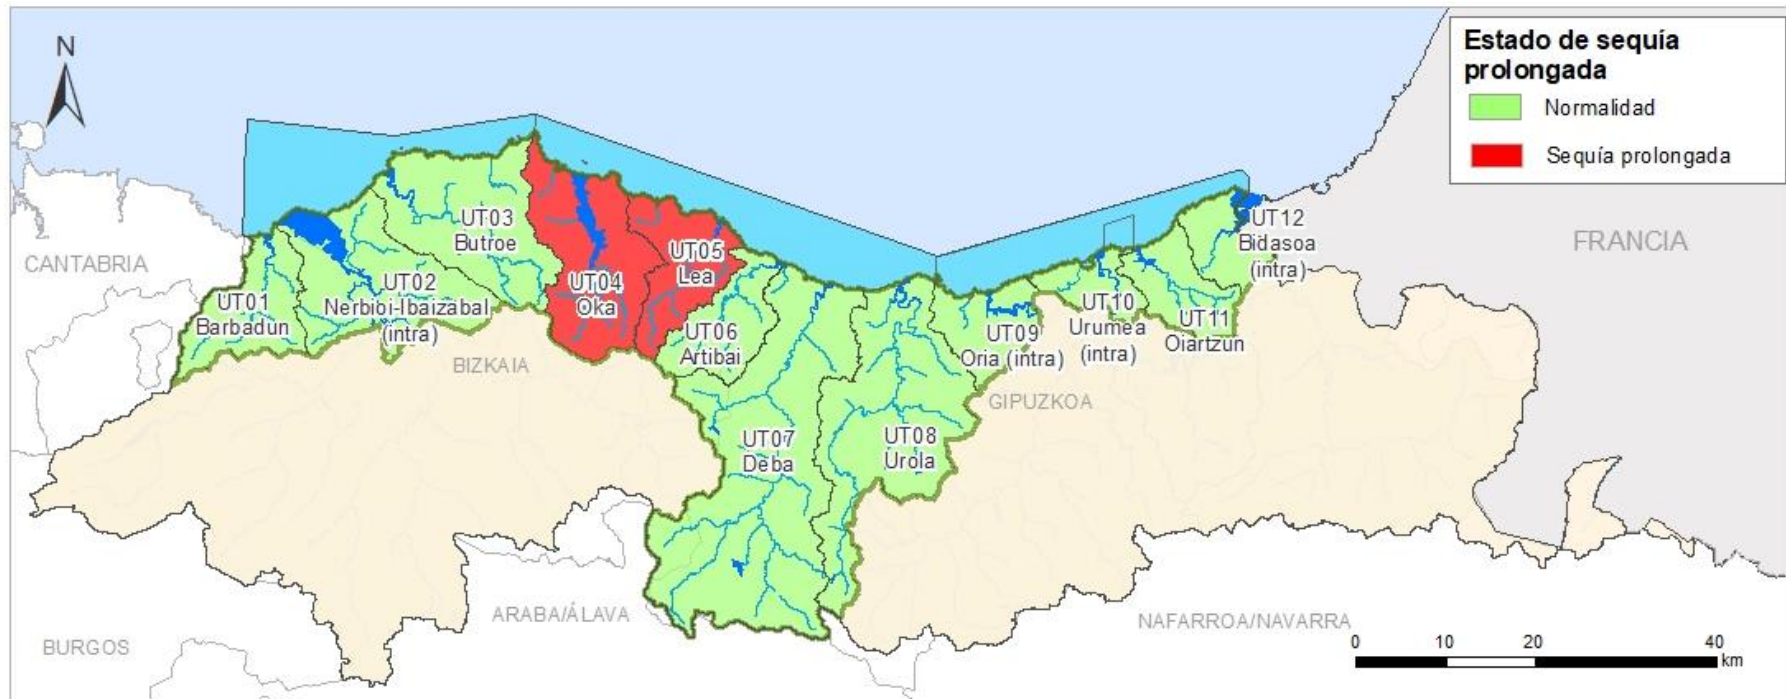 N
Estado de sequía
prolongada
Normalidad
Sequía prolongada
UT12
Bidasoa
(intra)
FRANCIA
UT03
Butroe
UT05
Lea
CANTABRIA
UT02
Nerbioi-Ibaizabal
(intra)
UT04
Oka
UT01
Barbadun
UT06
Artibai
UT09
Oria (intra)
UT10
Urumea
(intra)
UT11
Oiartzun
BIZKAIA
GIPUZKOA
UT07
Deba
UT08
Urola
ARABA/ÁLAVA
NAFARROA/NAVARRA
BURGOS
0 10 20 40
km